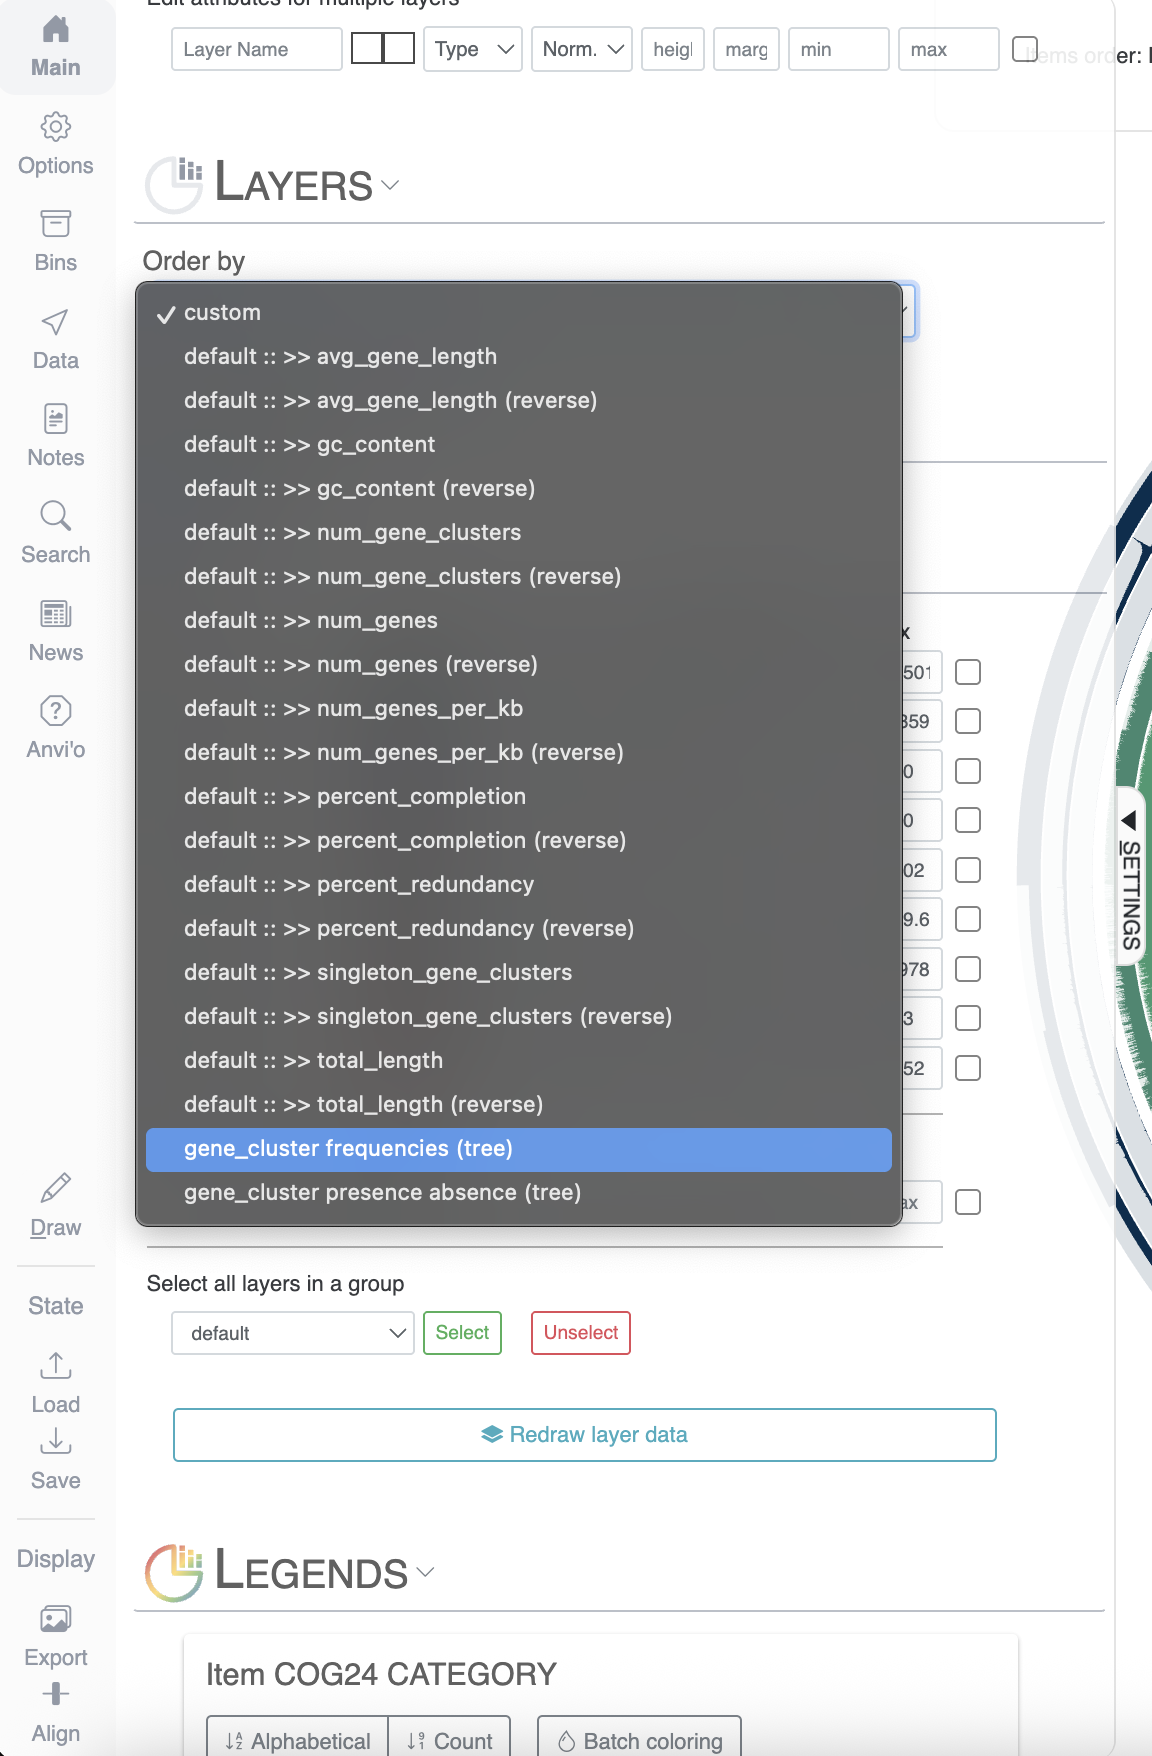 Edit attributes for multiple layers
Layer Name
Type
Norm.
heigl
marg
min
max
Items order:
Main
Options
Bins
Data
Notes
Search
News
Anvi'o
Draw
State
Load
Save
Display
Export
Align
LAYERS
Order by
custom
default :: >> avg_gene_length
default :: >> avg_gene_length (reverse)
default :: >> gc_content
default :: >> gc_content (reverse)
default :: >> num_gene_clusters
default :: >> num_gene_clusters (reverse)
default :: >> num_genes
default :: >> num_genes (reverse)
default :: >> num_genes_per_kb
default :: >> num_genes_per_kb (reverse)
default :: >> percent_completion
default :: >> percent_completion (reverse)
default :: >> percent_redundancy
default :: >> percent_redundancy (reverse)
default :: >> singleton_gene_clusters
default :: >> singleton_gene_clusters (reverse)
default :: >> total_length
default :: >> total_length (reverse)
gene_cluster frequencies (tree)
gene_cluster presence absence (tree)
x
501
359
0
0
02
9.6
978
3
52
ax
SETTINGS
Select all layers in a group
default
Select
Unselect
Redraw layer data
LEGENDS
Item COG24 CATEGORY
Alphabetical
Count
Batch coloring